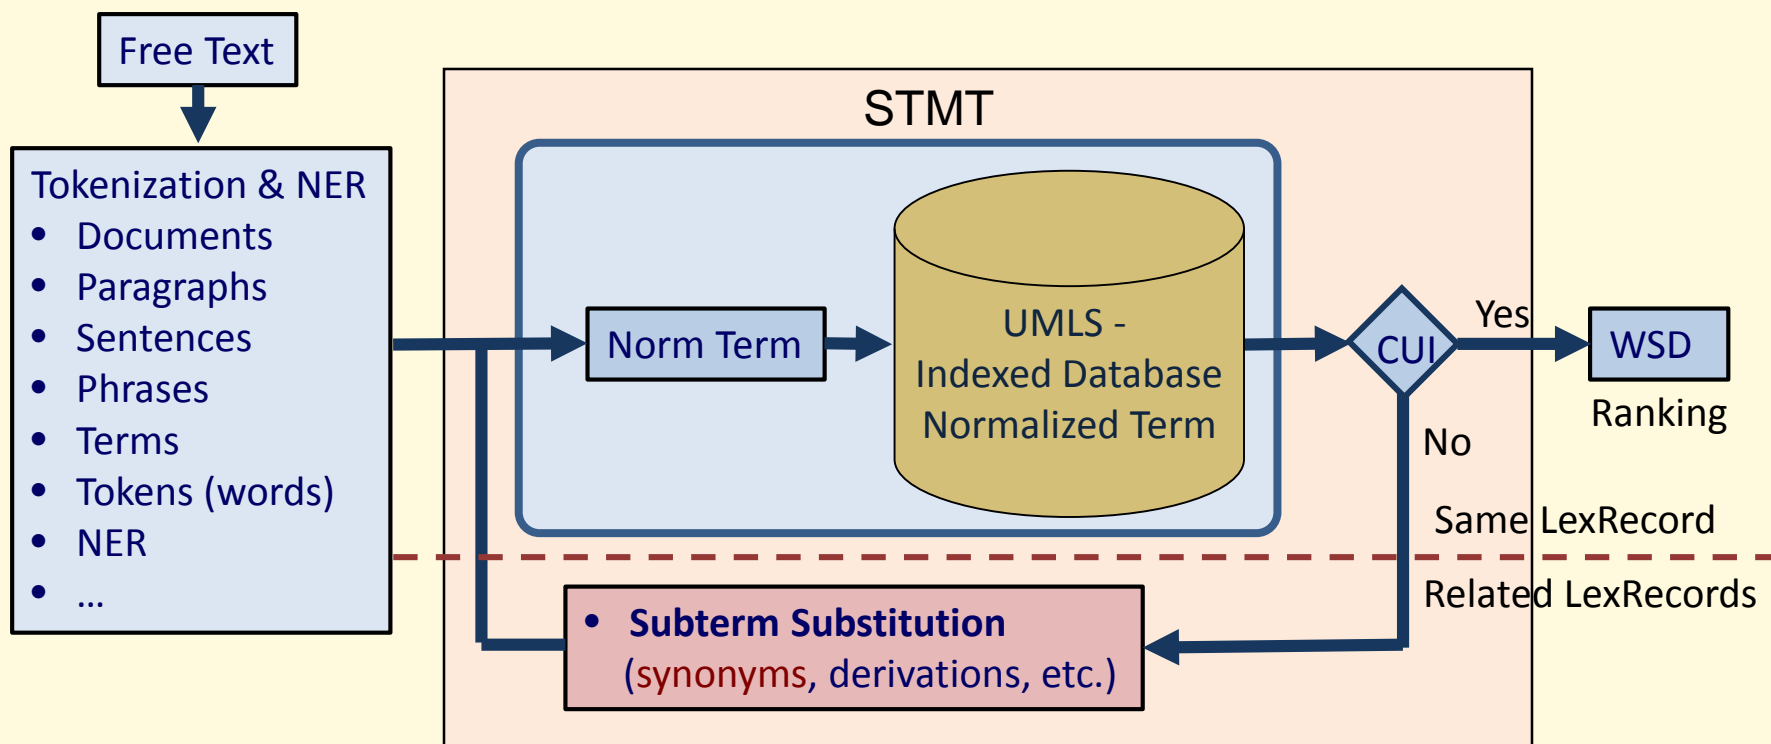 Free Text
STMT
Tokenization & NER
• Documents
• Paragraphs
• Sentences
• Phrases
• Terms
• Tokens (words)
• NER
• ...
Norm Term
UMLS -
Indexed Database
Normalized Term
CUI
Yes
WSD
Ranking
No
Same LexRecord
Related LexRecords
• Subterm Substitution
(synonyms, derivations, etc.)